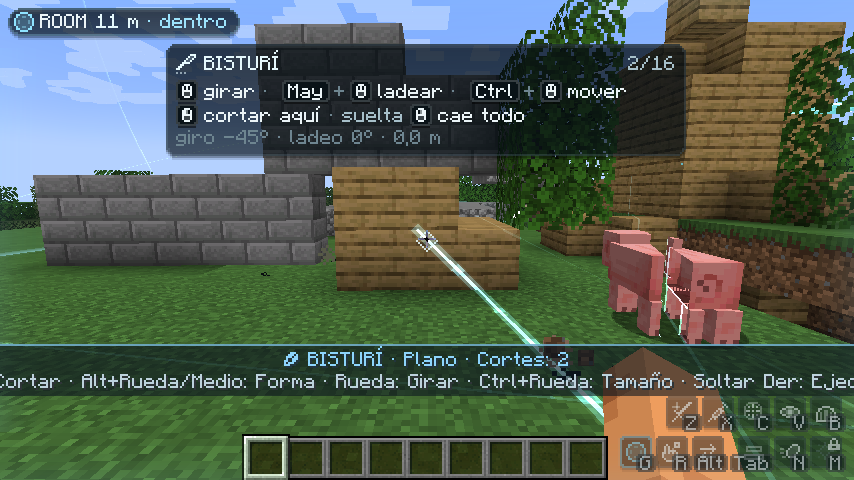 ROOM 11 m · dentro
BISTURÍ 2/16
girar · May + ladear · Ctrl + mover
cortar aquí · suelta cae todo
giro −45° · ladeo 0° · 0,0 m
BISTURÍ · Plano · Cortes: 2
Cortar · Alt+Rueda/Medio: Forma · Rueda: Girar · Ctrl+Rueda: Tamaño · Soltar Der: Ejec
Z X C V B
G R Alt Tab N M